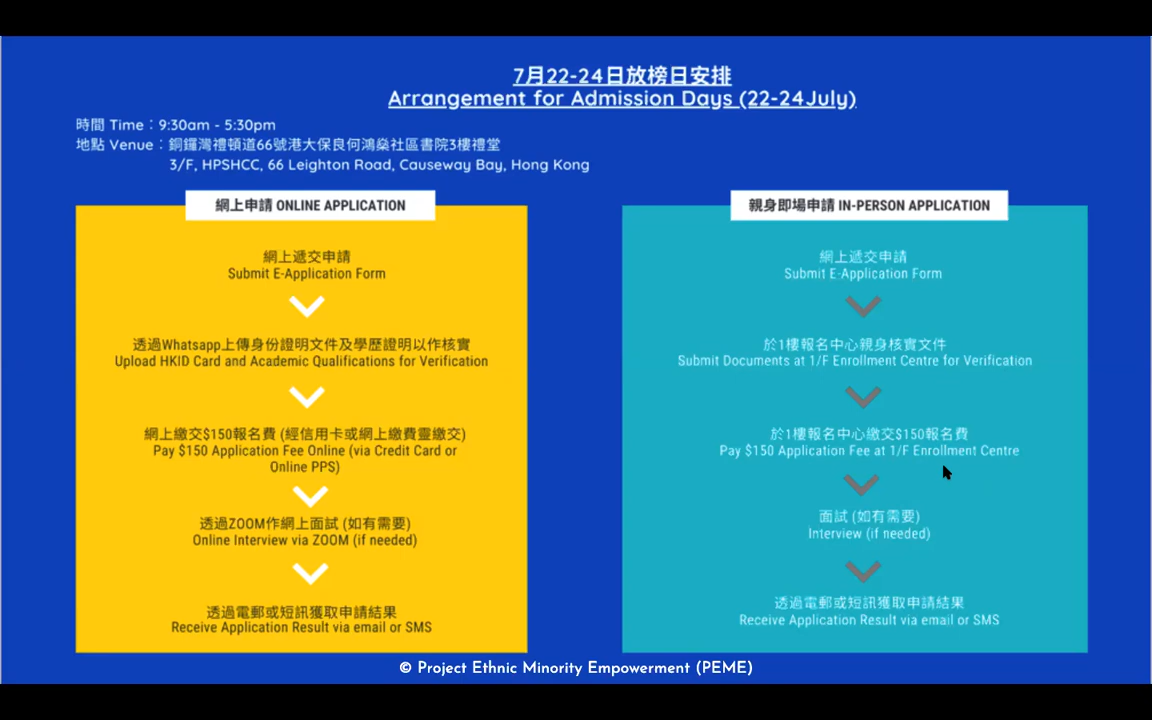 7月22-24日放榜日安排
Arrangement for Admission Days (22-24July)
時間 Time：9:30am - 5:30pm
地點 Venue：銅鑼灣禮頓道66號港大保良何鴻燊社區書院3樓禮堂
3/F, HPSHCC, 66 Leighton Road, Causeway Bay, Hong Kong
網上申請 ONLINE APPLICATION
網上遞交申請
Submit E-Application Form
透過Whatsapp上傳身份證明文件及學歷證明以作核實
Upload HKID Card and Academic Qualifications for Verification
網上繳交$150報名費 (經信用卡或網上繳費靈繳交)
Pay $150 Application Fee Online (via Credit Card or
Online PPS)
透過ZOOM作網上面試 (如有需要)
Online Interview via ZOOM (if needed)
透過電郵或短訊獲取申請結果
Receive Application Result via email or SMS
親身即場申請 IN-PERSON APPLICATION
網上遞交申請
Submit E-Application Form
於1樓報名中心親身核實文件
Submit Documents at 1/F Enrollment Centre for Verification
於1樓報名中心繳交$150報名費
Pay $150 Application Fee at 1/F Enrollment Centre
面試 (如有需要)
Interview (if needed)
透過電郵或短訊獲取申請結果
Receive Application Result via email or SMS
© Project Ethnic Minority Empowerment (PEME)